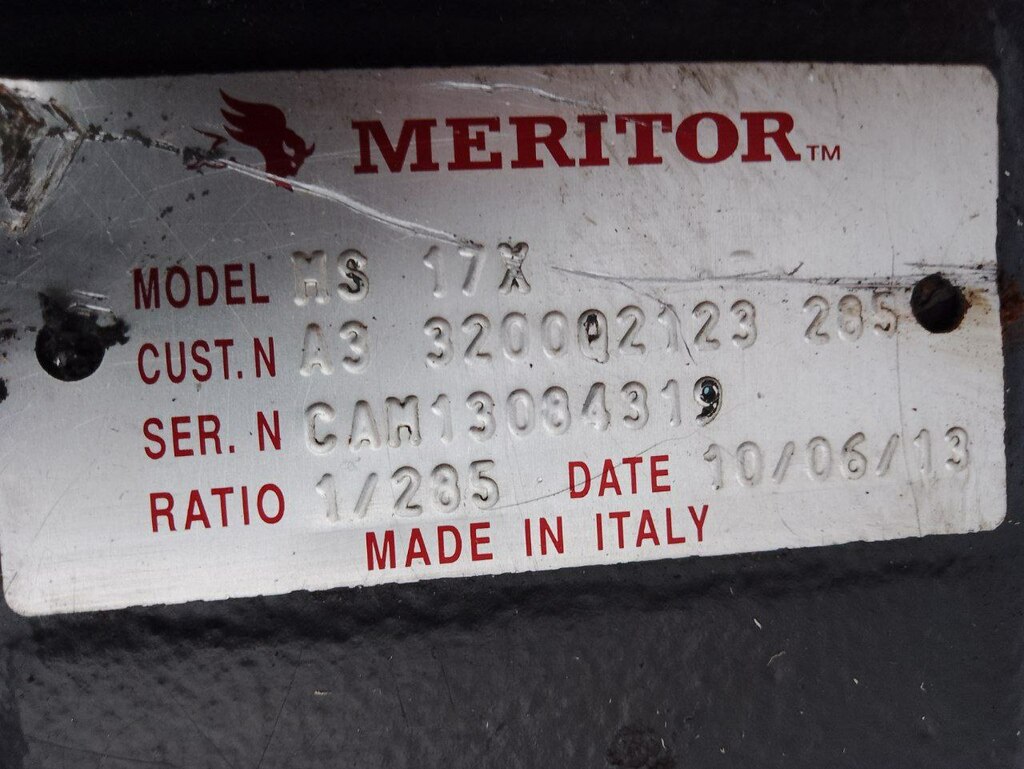 MERITOR™
MODEL MS 17X
CUST. N A3 3200Q2123 285
SER. N CAM13084319
RATIO 1/285 DATE 10/06/13
MADE IN ITALY